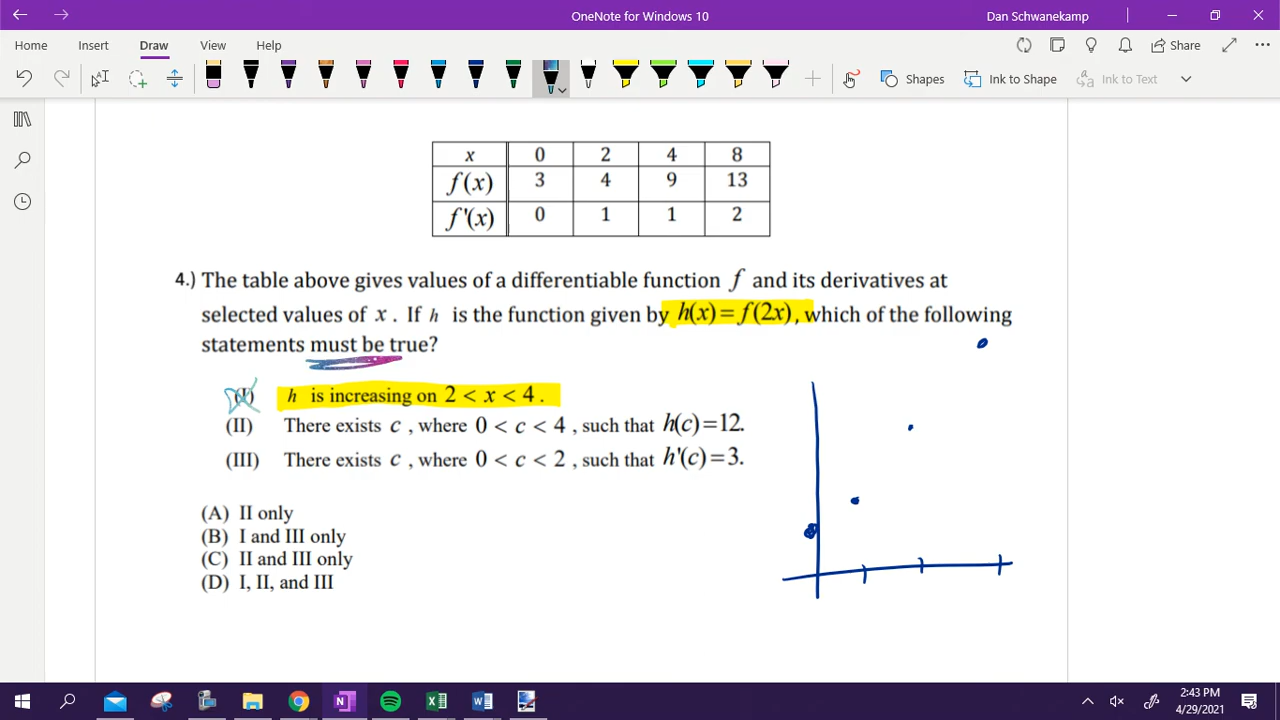 OneNote for Windows 10
Dan Schwanekamp
Home Insert Draw View Help
Share
Shapes Ink to Shape Ink to Text
x 0 2 4 8
f(x) 3 4 9 13
f'(x) 0 1 1 2
4.) The table above gives values of a differentiable function f and its derivatives at
selected values of x. If h is the function given by h(x) = f(2x), which of the following
statements must be true?
(I) h is increasing on 2 < x < 4.
(II) There exists c, where 0 < c < 4, such that h(c)=12.
(III) There exists c, where 0 < c < 2, such that h'(c)=3.
(A) II only
(B) I and III only
(C) II and III only
(D) I, II, and III
2:43 PM
4/29/2021